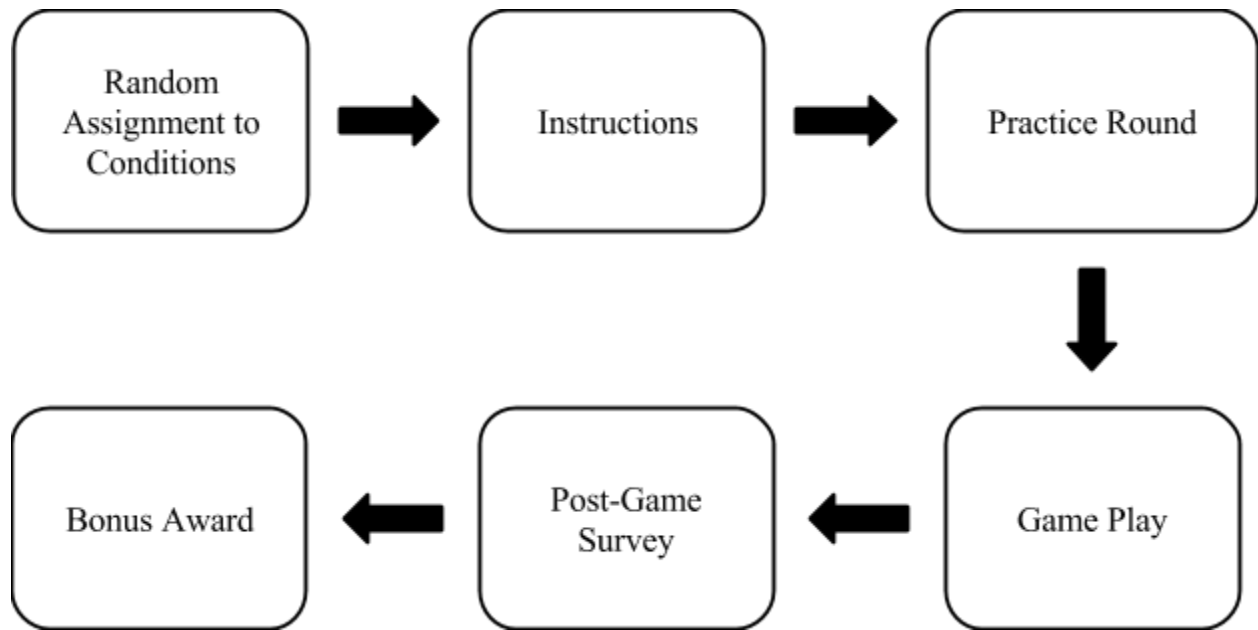 Random
Assignment to
Conditions
Instructions
Practice Round
Game Play
Post-Game
Survey
Bonus Award